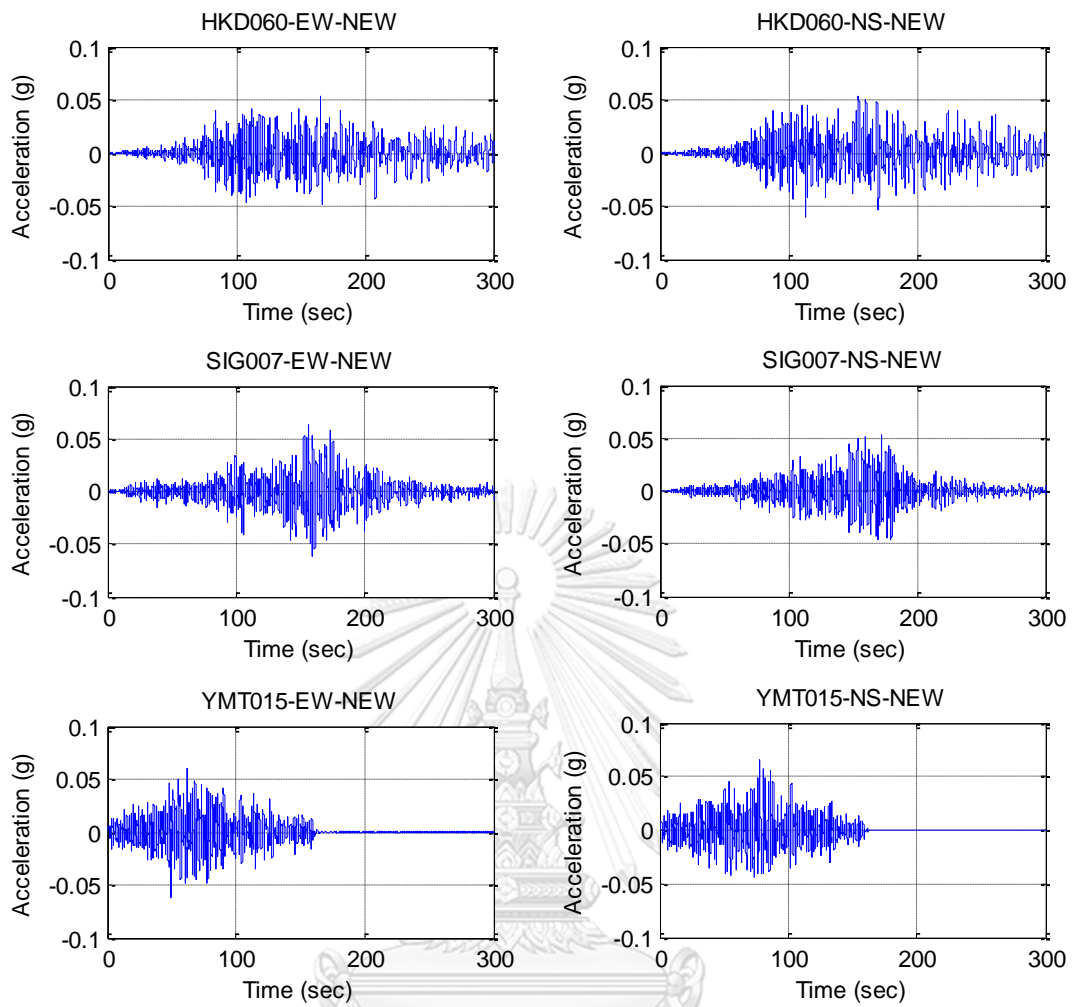 HKD060-EW-NEW
0.1
0.05
0
-0.05
-0.1
Acceleration (g)
0 100 200 300
Time (sec)
HKD060-NS-NEW
0.1
0.05
0
-0.05
-0.1
Acceleration (g)
0 100 200 300
Time (sec)
SIG007-EW-NEW
0.1
0.05
0
-0.05
-0.1
Acceleration (g)
0 100 200 300
Time (sec)
SIG007-NS-NEW
0.1
0.05
0
-0.05
-0.1
Acceleration (g)
0 100 200 300
Time (sec)
YMT015-EW-NEW
0.1
0.05
0
-0.05
-0.1
Acceleration (g)
0 100 200 300
Time (sec)
YMT015-NS-NEW
0.1
0.05
0
-0.05
-0.1
Acceleration (g)
0 100 200 300
Time (sec)